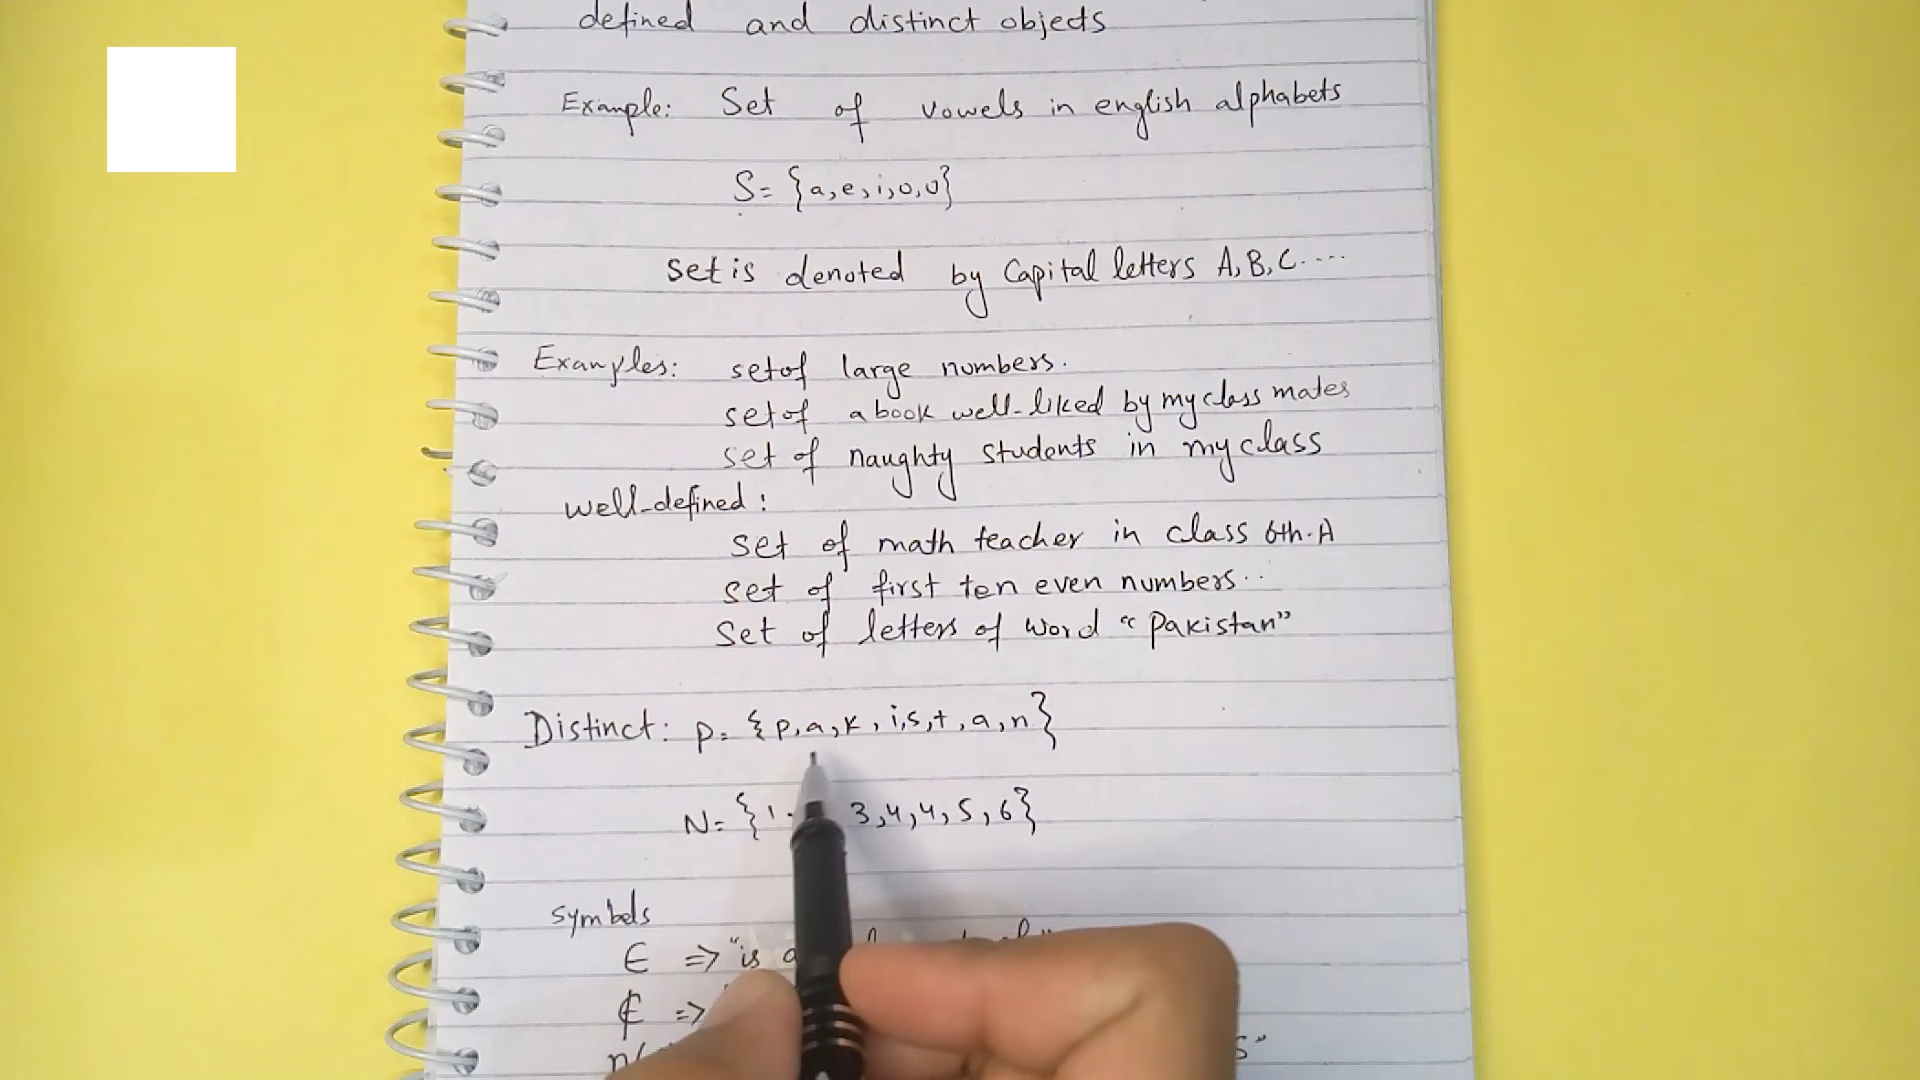 defined and distinct objects
Example: Set of vowels in english alphabets
S= {a,e,i,o,u}
set is denoted by Capital letters A, B, C....
Examples: set of large numbers.
set of a book well-liked by my class mates
set of naughty students in my class
well-defined:
set of math teacher in class 6th-A
set of first ten even numbers..
Set of letters of word "Pakistan"
Distinct: P= {p,a,k,i,s,t,a,n}
N= {1, 3,4,4,5,6}
Symbols
∈ => "is
∉ =>